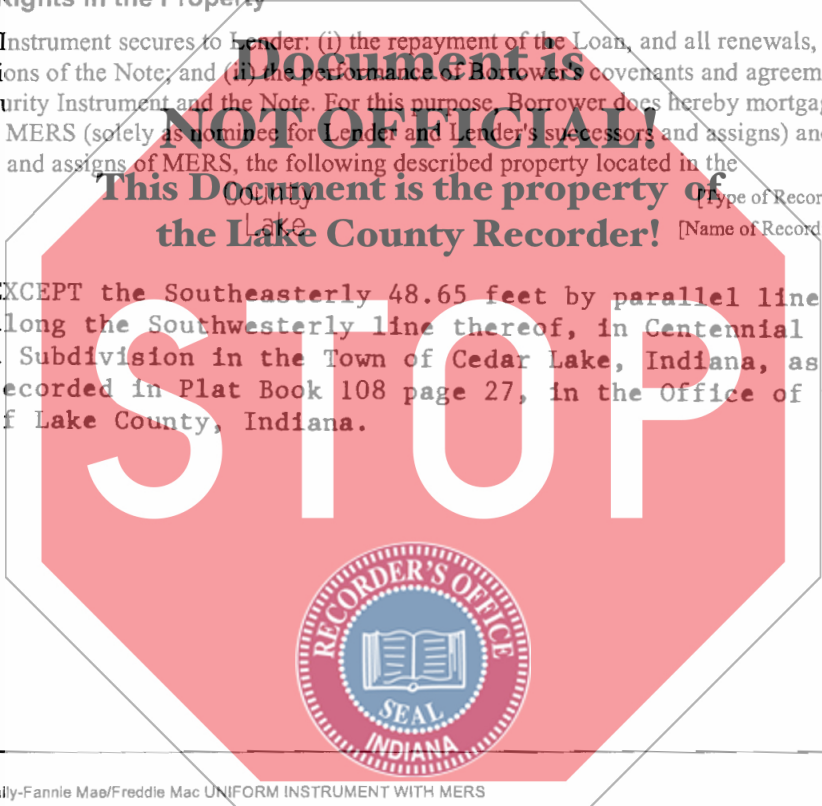 Rights in the Property
Instrument secures to Lender: (i) the repayment of the Loan, and all renewals,
ions of the Note; and (ii) the performance of Borrower's covenants and agreem
urity Instrument and the Note. For this purpose, Borrower does hereby mortga
MERS (solely as nominee for Lender and Lender's successors and assigns) and
and assigns of MERS, the following described property located in the
County [Type of Recor
Lake [Name of Record
Document is
NOT OFFICIAL!
This Document is the property of
the Lake County Recorder!
EXCEPT the Southeasterly 48.65 feet by parallel line
long the Southwesterly line thereof, in Centennial
Subdivision in the Town of Cedar Lake, Indiana, as
ecorded in Plat Book 108 page 27, in the Office of
f Lake County, Indiana.
STOP
RECORDER'S OFFICE
SEAL
INDIANA
lly-Fannie Mae/Freddie Mac UNIFORM INSTRUMENT WITH MERS